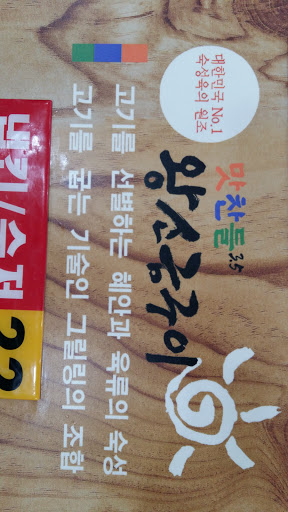 대한민국 No.1
숙성육의 원조
맛찬들 3.5
왕소금구이
고기를 선별하는 혜안과 육류의 숙성
고기를 굽는 기술인 그릴링의 조합